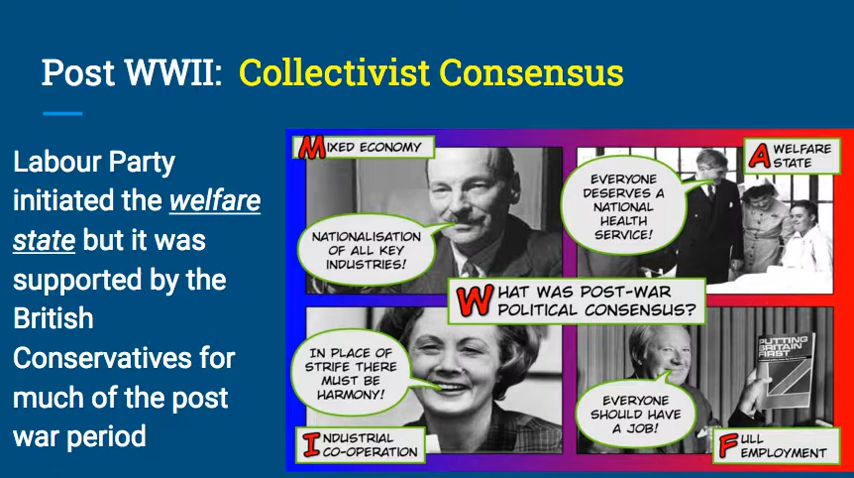 Post WWII: Collectivist Consensus
Labour Party
initiated the welfare
state but it was
supported by the
British
Conservatives for
much of the post
war period
MIXED ECONOMY
NATIONALISATION
OF ALL KEY
INDUSTRIES!
A WELFARE
STATE
EVERYONE
DESERVES A
NATIONAL
HEALTH
SERVICE!
WHAT WAS POST-WAR
POLITICAL CONSENSUS?
IN PLACE OF
STRIFE THERE
MUST BE
HARMONY!
INDUSTRIAL
CO-OPERATION
PUTTING
BRITAIN
FIRST
EVERYONE
SHOULD HAVE
A JOB!
FULL
EMPLOYMENT